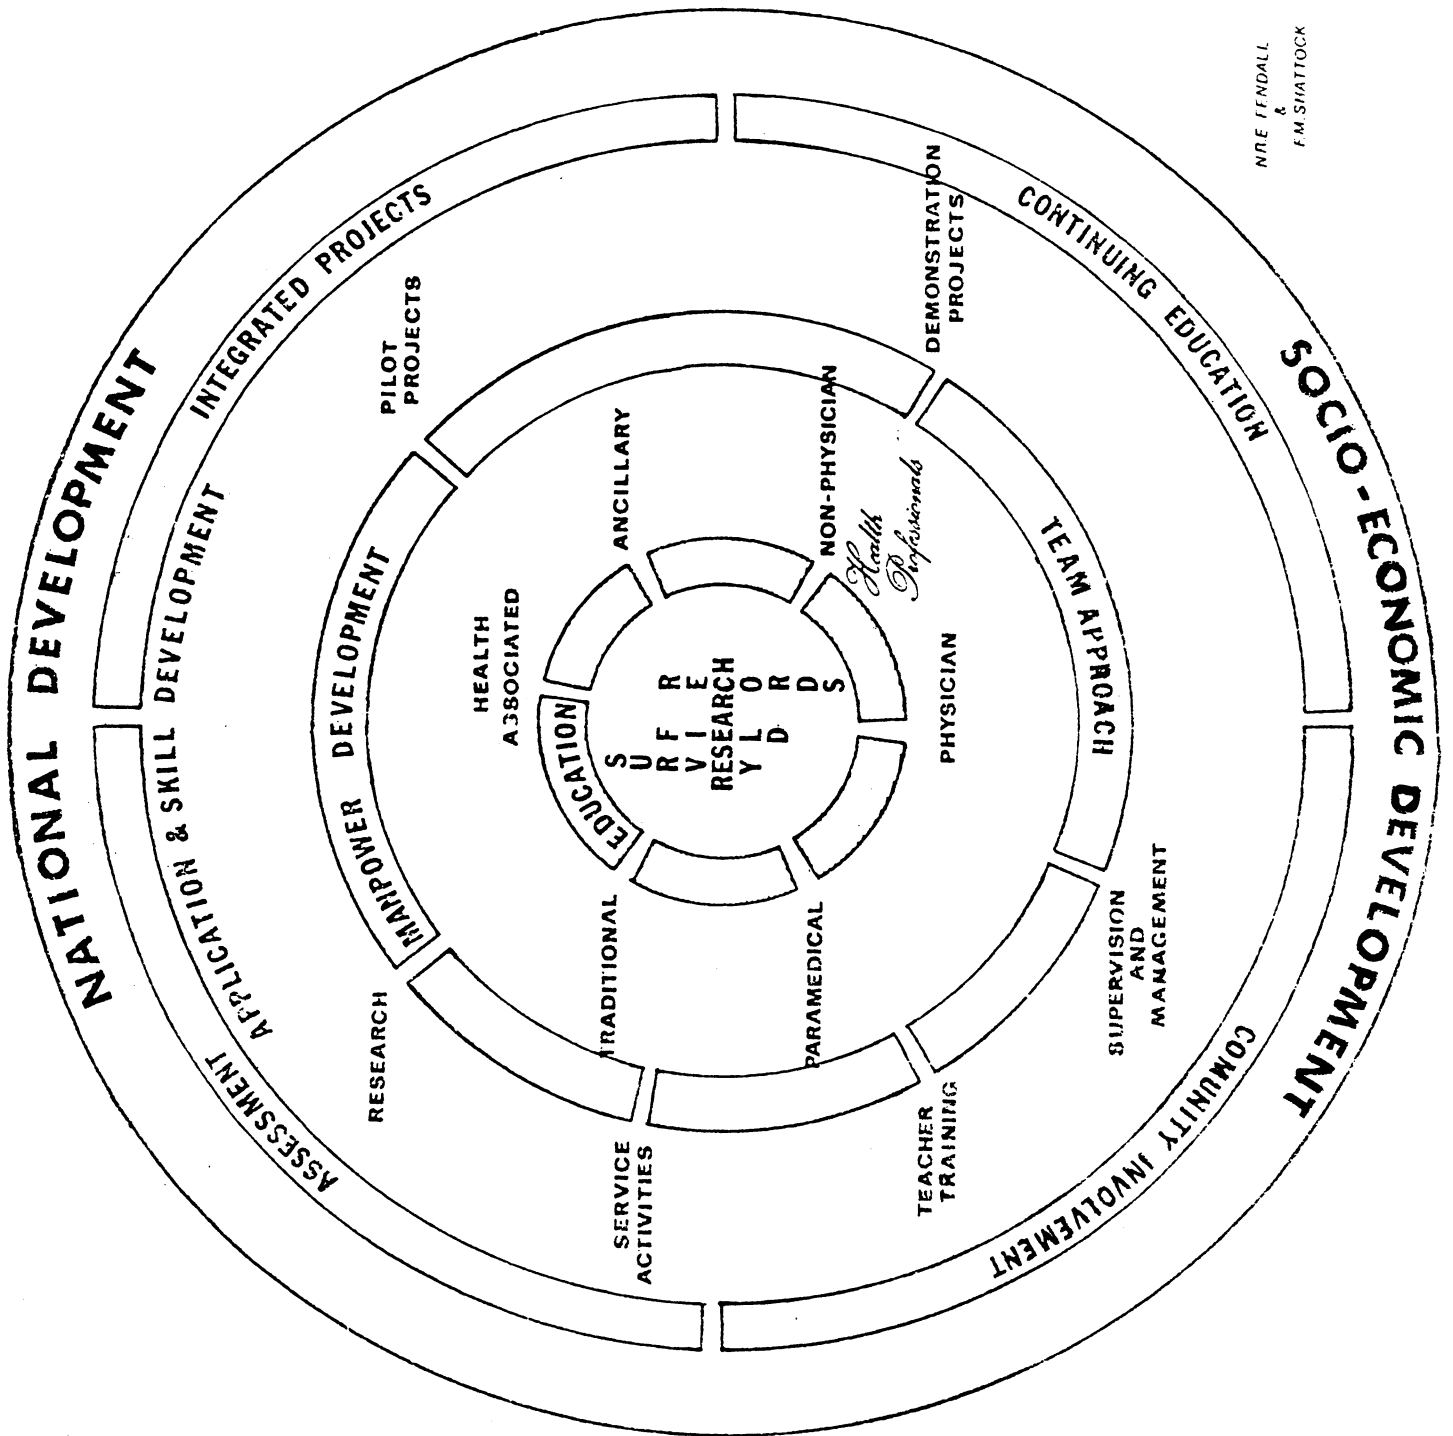 NATIONAL DEVELOPMENT
SOCIO-ECONOMIC DEVELOPMENT
INTEGRATED PROJECTS
CONTINUING EDUCATION
COMUNITY INVOLVEMENT
ASSESSMENT
APPLICATION & SKILL DEVELOPMENT
PILOT
PROJECTS
DEMONSTRATION
PROJECTS
SUPERVISION
AND
MANAGEMENT
TEACHER
TRAINING
SERVICE
ACTIVITIES
RESEARCH
MANPOWER DEVELOPMENT
TEAM APPROACH
HEALTH
ASSOCIATED
ANCILLARY
NON-PHYSICIAN
Health
Professionals
PHYSICIAN
PARAMEDICAL
TRADITIONAL
EDUCATION
SURVEY
FIELD
RECORDS
RESEARCH
N.R.E FENDALL
&
F.M.SHATTOCK